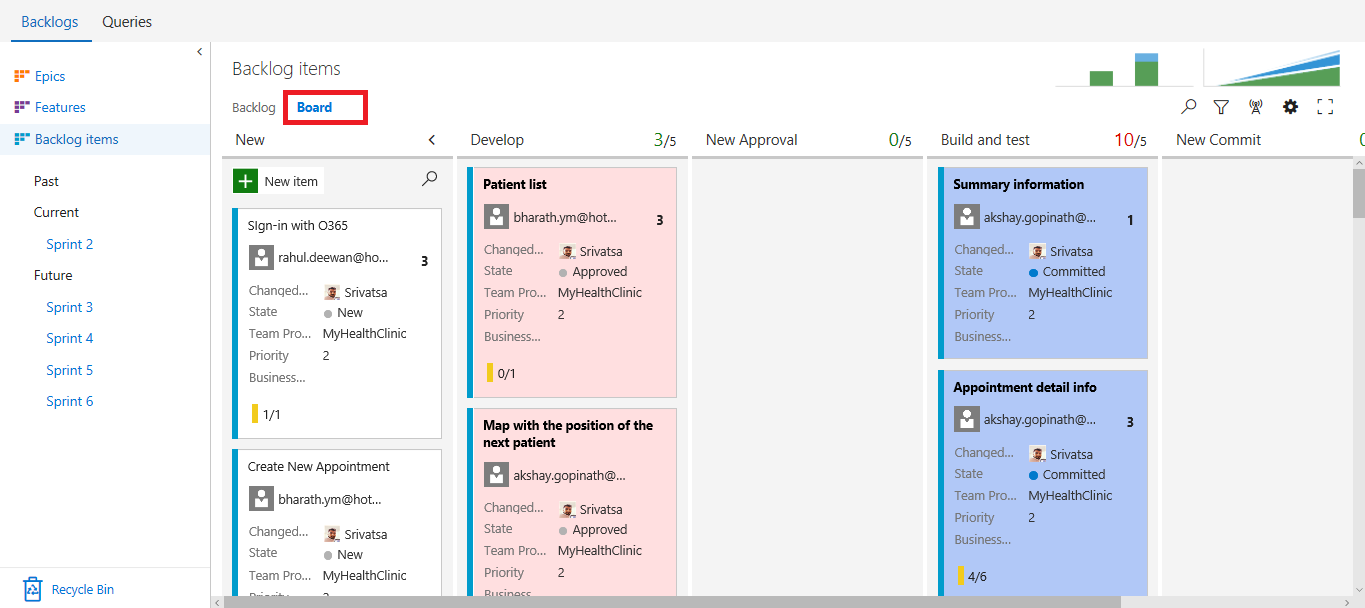 Backlogs Queries
Epics
Features
Backlog items
Past
Current
Sprint 2
Future
Sprint 3
Sprint 4
Sprint 5
Sprint 6
Recycle Bin
Backlog items
Backlog Board
New
New item
SIgn-in with O365
rahul.deewan@ho... 3
Changed... Srivatsa
State New
Team Pro... MyHealthClinic
Priority 2
Business...
1/1
Create New Appointment
bharath.ym@hot...
Changed... Srivatsa
State New
Team Pro... MyHealthClinic
Priority 2
Develop 3/5
Patient list
bharath.ym@hot... 3
Changed... Srivatsa
State Approved
Team Pro... MyHealthClinic
Priority 2
Business...
0/1
Map with the position of the
next patient
akshay.gopinath@...
Changed... Srivatsa
State Approved
Team Pro... MyHealthClinic
Priority 2
Business...
New Approval 0/5
Build and test 10/5
Summary information
akshay.gopinath@... 1
Changed... Srivatsa
State Committed
Team Pro... MyHealthClinic
Priority 2
Business...
Appointment detail info
akshay.gopinath@... 3
Changed... Srivatsa
State Committed
Team Pro... MyHealthClinic
Priority 2
Business...
4/6
New Commit